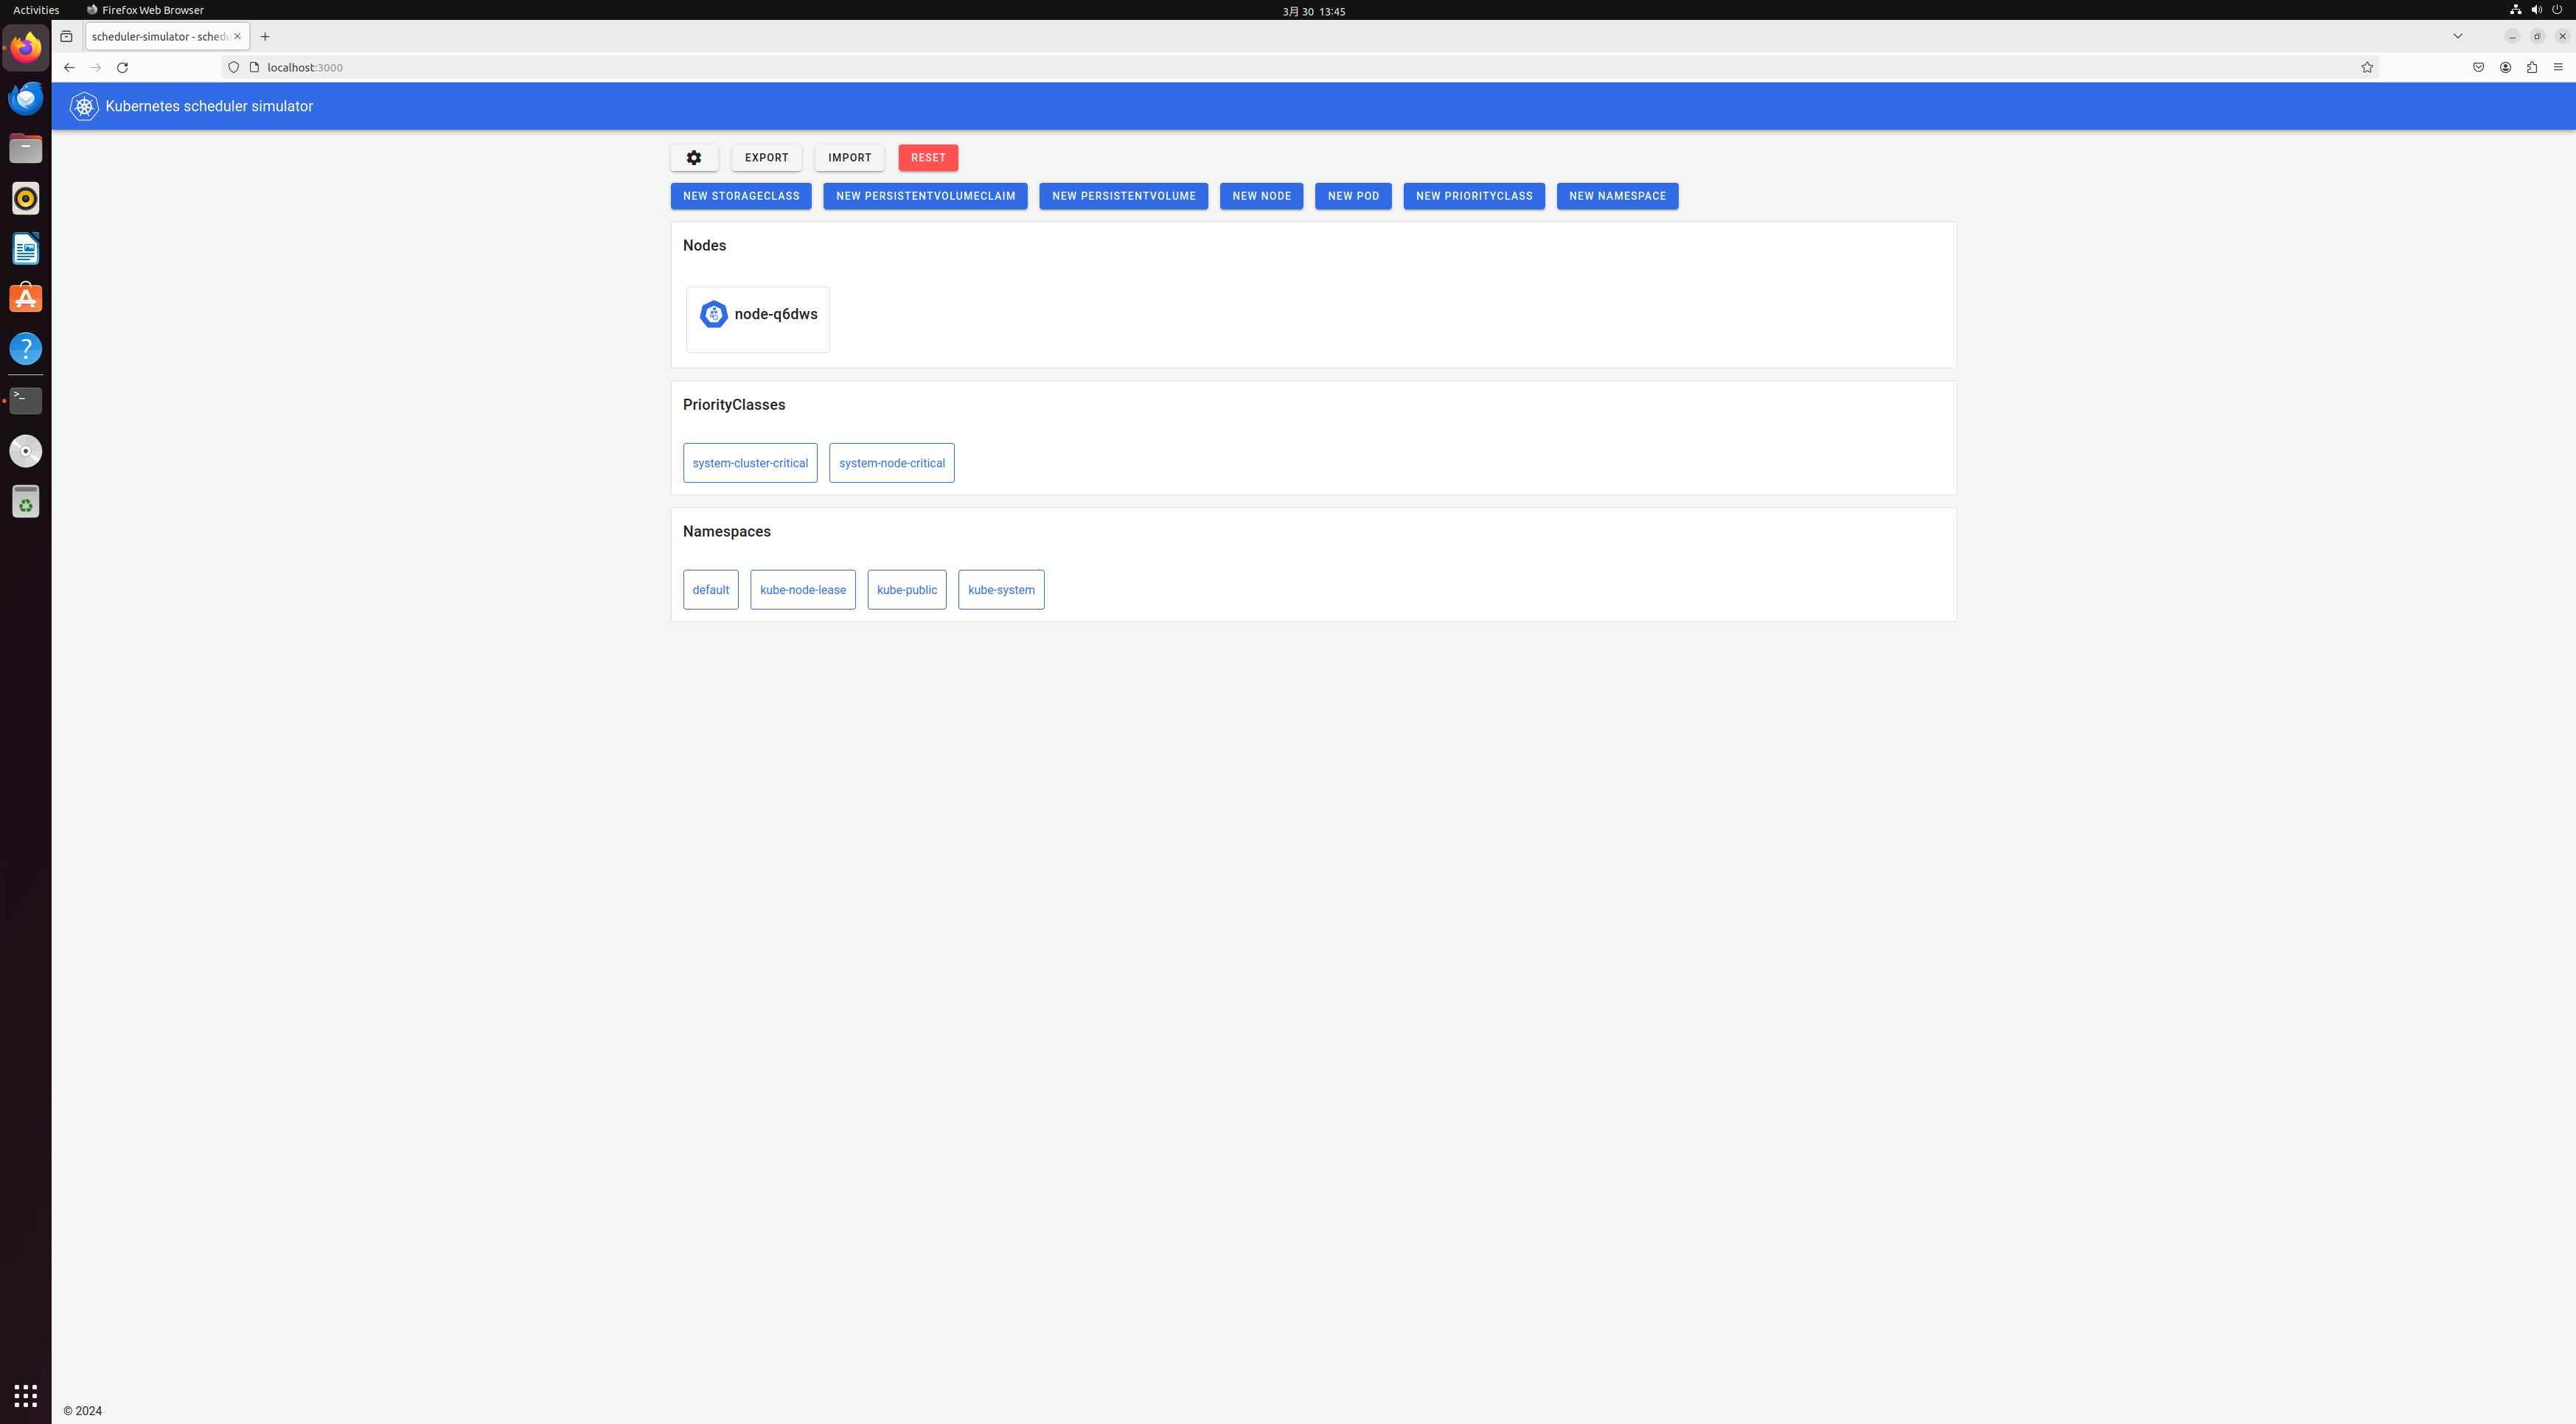 Activities
Firefox Web Browser
3月 30 13:45
scheduler-simulator - schedu
localhost:3000
Kubernetes scheduler simulator
EXPORT
IMPORT
RESET
NEW STORAGECLASS
NEW PERSISTENTVOLUMECLAIM
NEW PERSISTENTVOLUME
NEW NODE
NEW POD
NEW PRIORITYCLASS
NEW NAMESPACE
Nodes
node-q6dws
PriorityClasses
system-cluster-critical
system-node-critical
Namespaces
default
kube-node-lease
kube-public
kube-system
© 2024